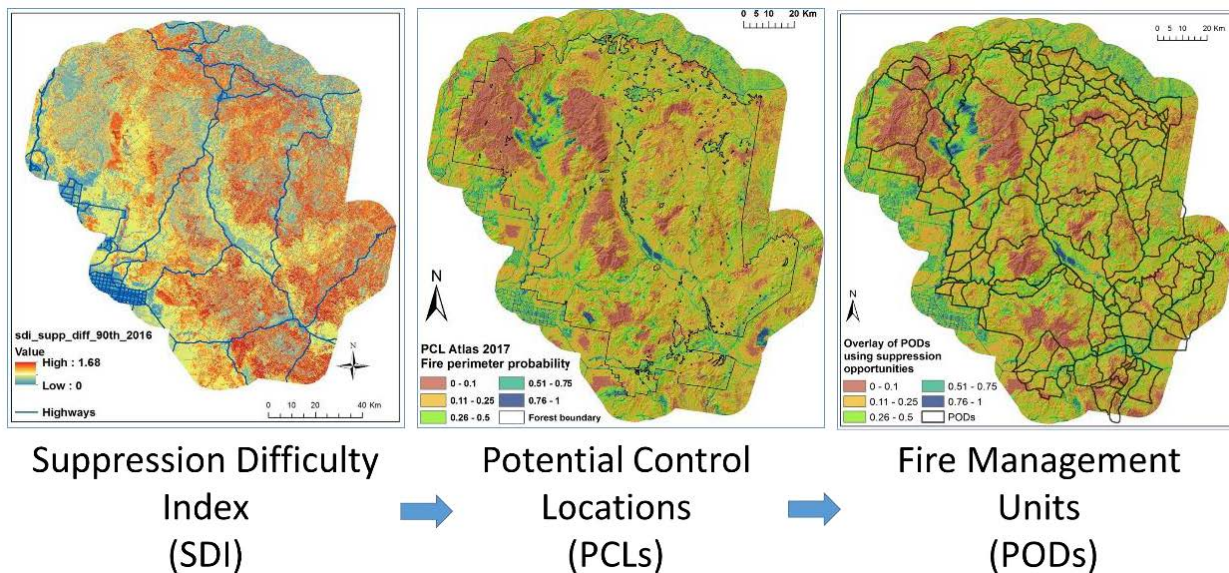 sdi_supp_diff_90th_2016
Value
High : 1.68
Low : 0
Highways
N
0 10 20 40 Km
0 5 10 20 Km
N
PCL Atlas 2017
Fire perimeter probability
0 - 0.1 0.51 - 0.75
0.11 - 0.25 0.76 - 1
0.26 - 0.5 Forest boundary
0 5 10 20 Km
N
Overlay of PODs
using suppression
opportunities
0 - 0.1 0.51 - 0.75
0.11 - 0.25 0.76 - 1
0.26 - 0.5 PODs
Suppression Difficulty
Index
(SDI)
Potential Control
Locations
(PCLs)
Fire Management
Units
(PODs)